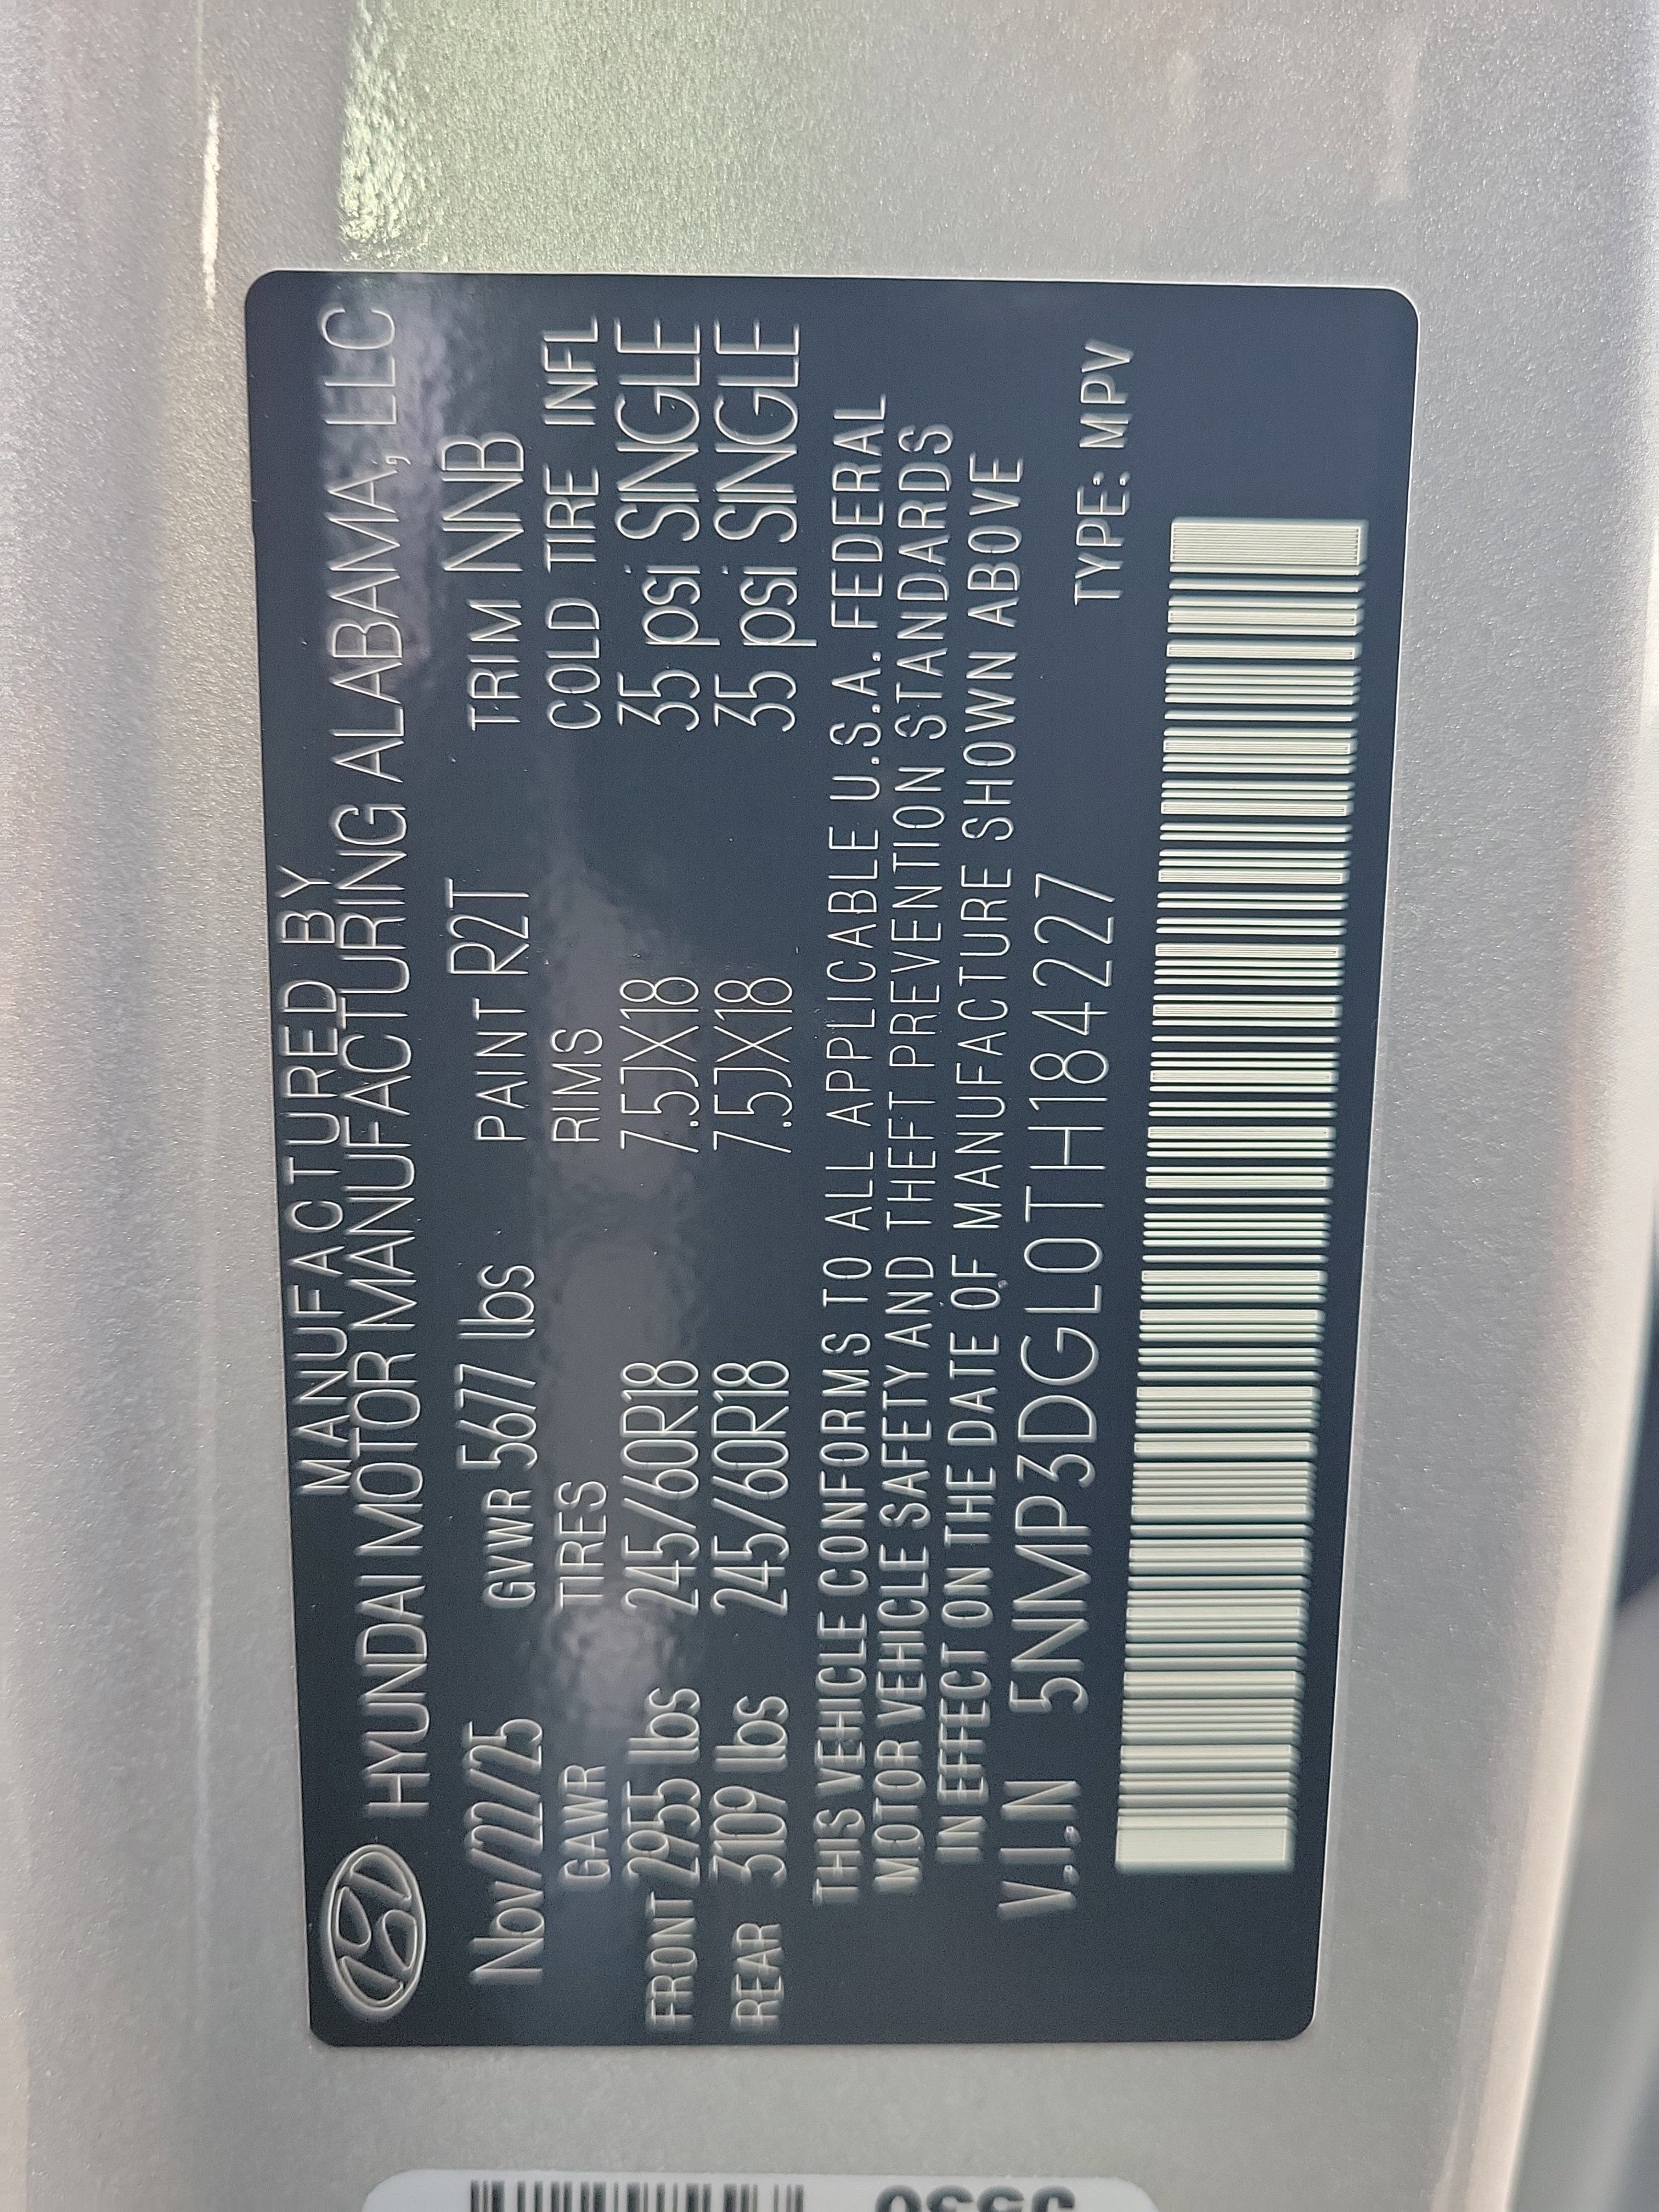 MANUFACTURED BY
HYUNDAI MOTOR MANUFACTURING ALABAMA, LLC
Nov/22/25 GVWR 5677 lbs PAINT R2T TRIM NNB
GAWR TIRES RIMS COLD TIRE INFL
FRONT 2955 lbs 245/60R18 7.5JX18 35 psi SINGLE
REAR 3109 lbs 245/60R18 7.5JX18 35 psi SINGLE
THIS VEHICLE CONFORMS TO ALL APPLICABLE U.S.A. FEDERAL
MOTOR VEHICLE SAFETY AND THEFT PREVENTION STANDARDS
IN EFFECT ON THE DATE OF MANUFACTURE SHOWN ABOVE
V.I.N 5NMP3DGL0TH184227 TYPE: MPV